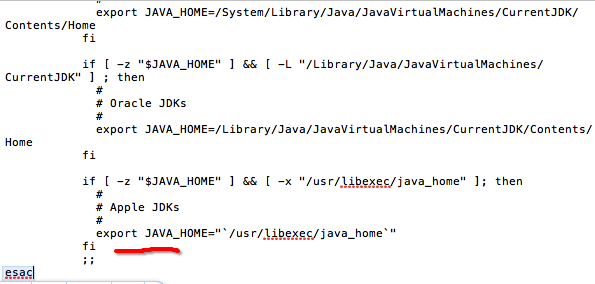 #
export JAVA_HOME=/System/Library/Java/JavaVirtualMachines/CurrentJDK/
Contents/Home
fi
if [ -z "$JAVA_HOME" ] && [ -L "/Library/Java/JavaVirtualMachines/
CurrentJDK" ] ; then
#
# Oracle JDKs
#
export JAVA_HOME=/Library/Java/JavaVirtualMachines/CurrentJDK/Contents/
Home
fi
if [ -z "$JAVA_HOME" ] && [ -x "/usr/libexec/java_home" ]; then
#
# Apple JDKs
#
export JAVA_HOME="`/usr/libexec/java_home`"
fi
;;
esac